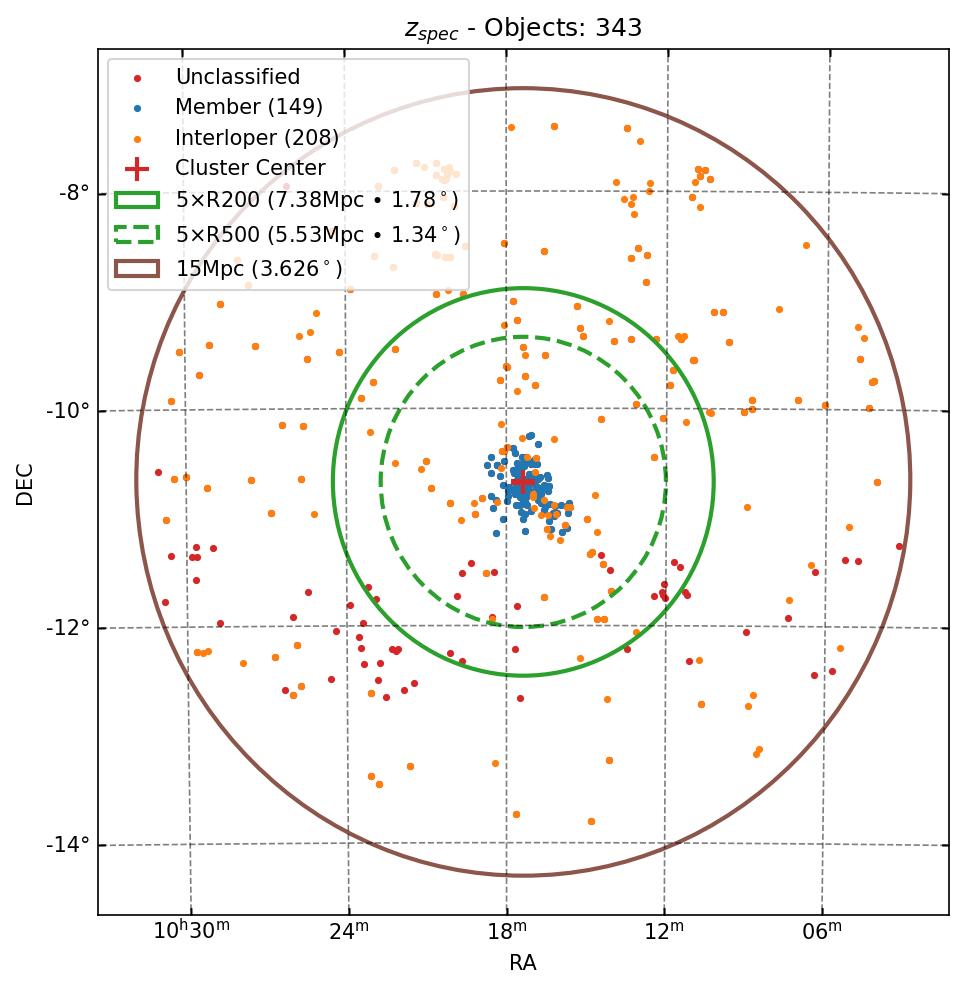 z_spec - Objects: 343
Unclassified
Member (149)
Interloper (208)
Cluster Center
5×R200 (7.38Mpc • 1.78°)
5×R500 (5.53Mpc • 1.34°)
15Mpc (3.626°)
-8°
-10°
-12°
-14°
DEC
10h30m 24m 18m 12m 06m
RA